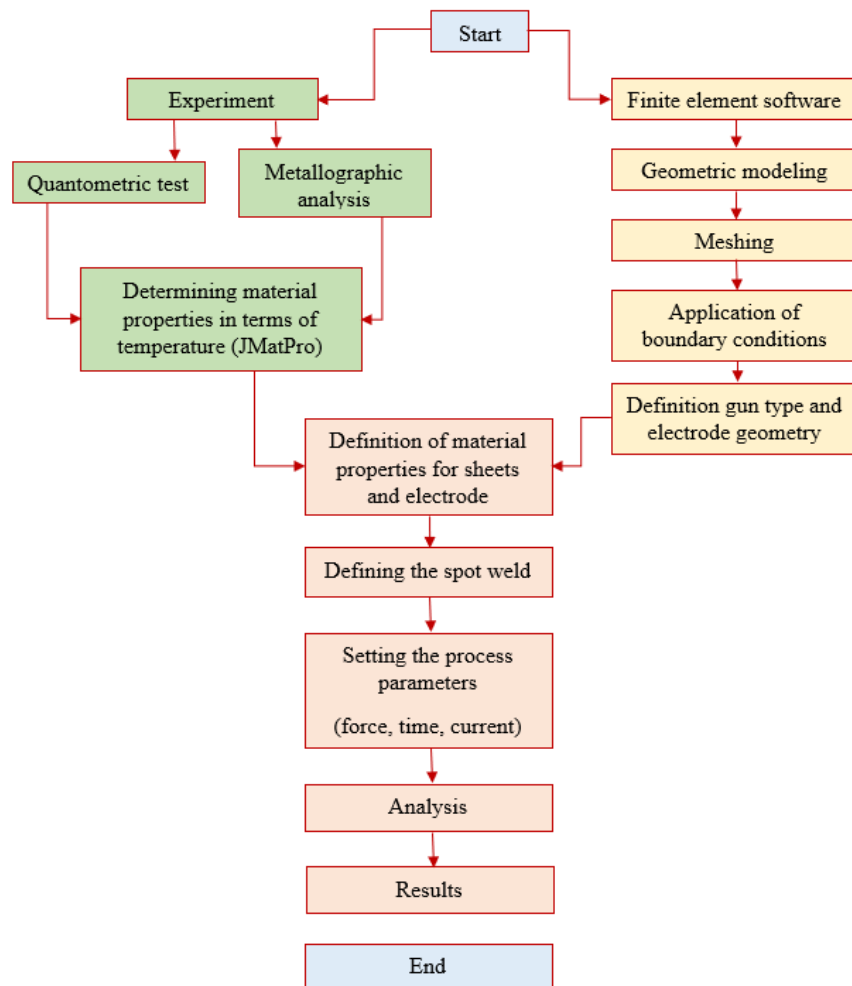 Start
Experiment
Quantometric test
Metallographic
analysis
Determining material
properties in terms of
temperature (JMatPro)
Finite element software
Geometric modeling
Meshing
Application of
boundary conditions
Definition gun type and
electrode geometry
Definition of material
properties for sheets
and electrode
Defining the spot weld
Setting the process
parameters
(force, time, current)
Analysis
Results
End